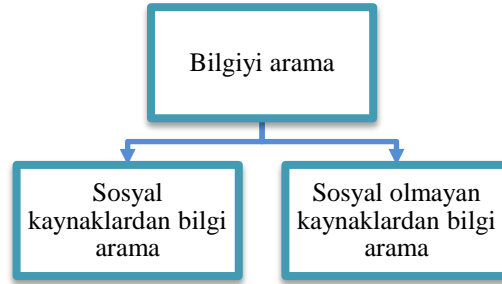 Bilgiyi arama
Sosyal
kaynaklardan bilgi
arama
Sosyal olmayan
kaynaklardan bilgi
arama